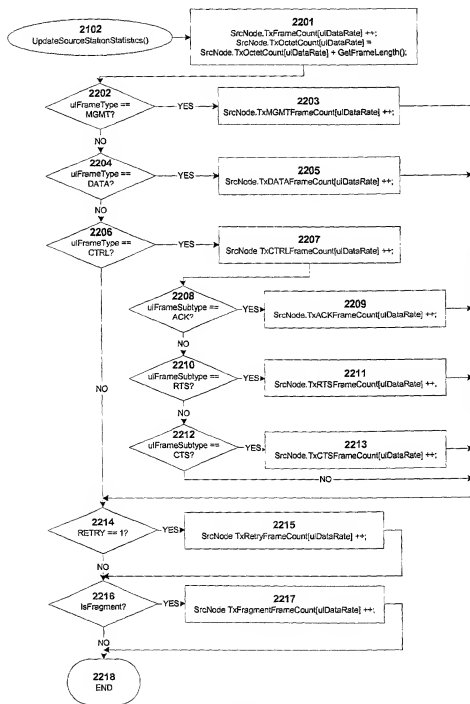 2102
UpdateSourceStationStatistics()
2201
SrcNode.TxFrameCount[ulDataRate] ++;
SrcNode.TxOctetCount[ulDataRate] =
SrcNode.TxOctetCount[ulDataRate] + GetFrameLength();
2202
ulFrameType ==
MGMT?
YES
2203
SrcNode.TxMGMTFrameCount[ulDataRate] ++;
NO
2204
ulFrameType ==
DATA?
YES
2205
SrcNode.TxDATAFrameCount[ulDataRate] ++;
NO
2206
ulFrameType ==
CTRL?
YES
2207
SrcNode TxCTRLFrameCount[ulDataRate] ++;
2208
ulFrameSubtype ==
ACK?
YES
2209
SrcNode.TxACKFrameCount[ulDataRate] ++;
NO
2210
ulFrameSubtype ==
RTS?
YES
2211
SrcNode.TxRTSFrameCount[ulDataRate] ++;
NO
NO
2212
ulFrameSubtype ==
CTS?
YES
2213
SrcNode.TxCTSFrameCount[ulDataRate] ++;
NO
2214
RETRY == 1?
YES
2215
SrcNode TxRetryFrameCount[ulDataRate] ++;
NO
2216
IsFragment?
YES
2217
SrcNode TxFragmentFrameCount[ulDataRate] ++;
NO
2218
END